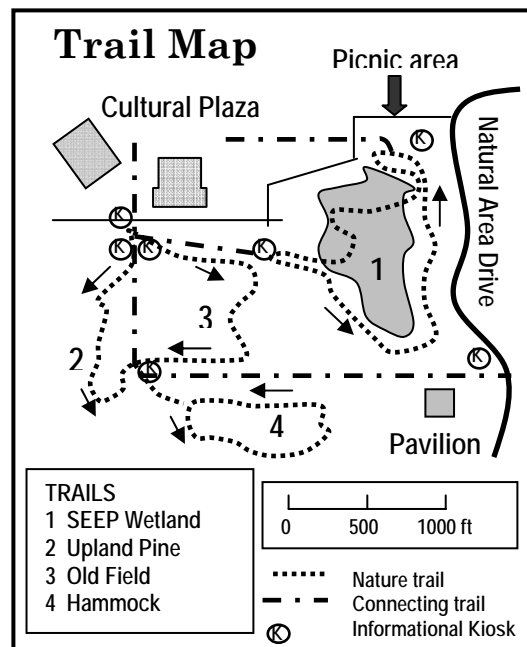 Trail Map
Picnic area
Cultural Plaza
K
Natural Area Drive
K
K
K
K
1
3
2
K
K
4
Pavilion
TRAILS
1 SEEP Wetland
2 Upland Pine
3 Old Field
4 Hammock
0 500 1000 ft
Nature trail
Connecting trail
K Informational Kiosk